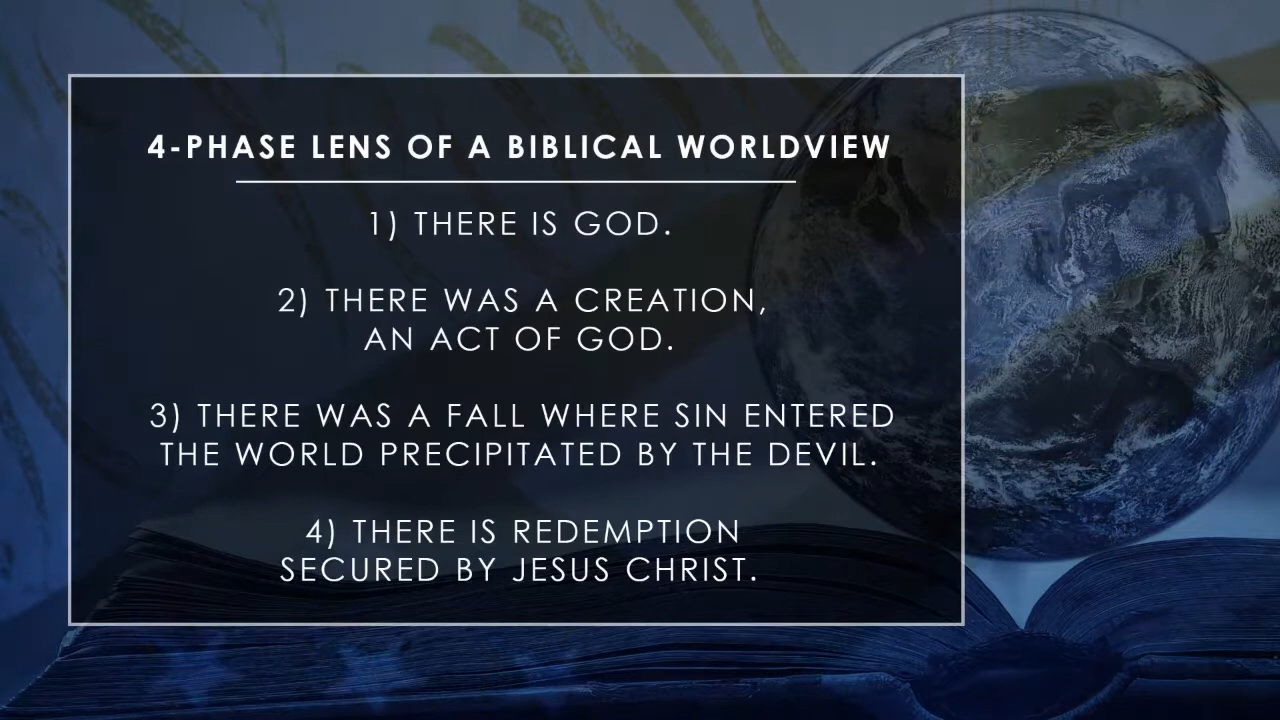 4-PHASE LENS OF A BIBLICAL WORLDVIEW
1) THERE IS GOD.
2) THERE WAS A CREATION,
AN ACT OF GOD.
3) THERE WAS A FALL WHERE SIN ENTERED
THE WORLD PRECIPITATED BY THE DEVIL.
4) THERE IS REDEMPTION
SECURED BY JESUS CHRIST.